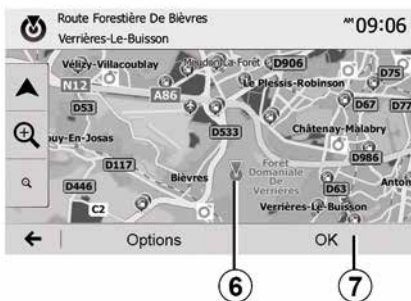 Route Forestière De Bièvres
Verrières-Le-Buisson
AM 09:06
Vélizy-Villacoublay
Meudon-La-Forêt
D906
Le Plessis-Robinson
D75
N12
A86
D53
D67
D77
D533
Châtenay-Malabry
ouy-En-Josas
D117
D986
Forêt
Domaniale
De
Verrières
Bièvres
D446
D63
Anton
C2
Verrières-Le-Buisson
Options
OK
6
7